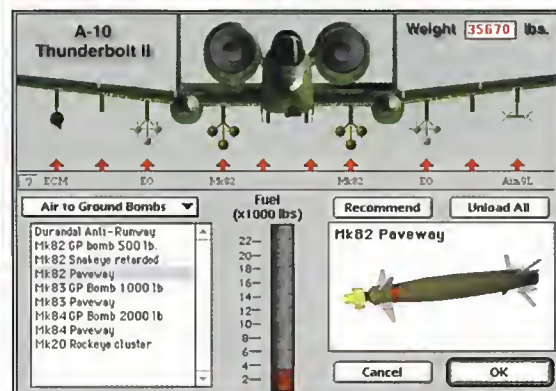 A-10
Thunderbolt II
Weight 35670 lbs.
7 ECM EO Mk82 Mk82 EO Aim9L
Air to Ground Bombs
Durandal Anti-Runway
Mk82 GP bomb 500 lb.
Mk82 Snakeye retarded
Mk82 Paveway
Mk83 GP Bomb 1000 lb
Mk83 Paveway
Mk84 GP Bomb 2000 lb
Mk84 Paveway
Mk20 Rockeye cluster
Fuel
(x1000 lbs)
22
20
18
16
14
12
10
8
6
4
2
Recommend
Unload All
Mk82 Paveway
Cancel
OK